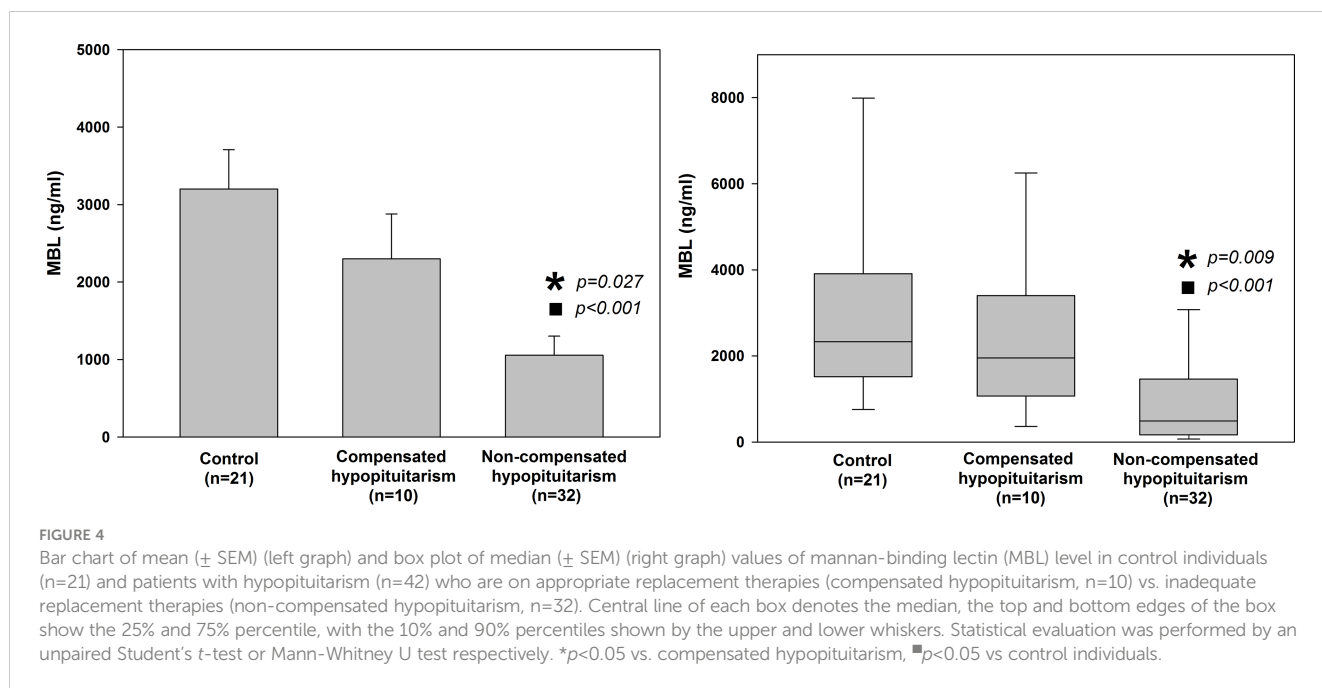 5000
4000
3000
2000
1000
0
MBL (ng/ml)
* p=0.027
■ p<0.001
Control
(n=21)
Compensated
hypopituitarism
(n=10)
Non-compensated
hypopituitarism
(n=32)
8000
6000
4000
2000
0
MBL (ng/ml)
* p=0.009
■ p<0.001
Control
(n=21)
Compensated
hypopituitarism
(n=10)
Non-compensated
hypopituitarism
(n=32)
FIGURE 4
Bar chart of mean (± SEM) (left graph) and box plot of median (± SEM) (right graph) values of mannan-binding lectin (MBL) level in control individuals
(n=21) and patients with hypopituitarism (n=42) who are on appropriate replacement therapies (compensated hypopituitarism, n=10) vs. inadequate
replacement therapies (non-compensated hypopituitarism, n=32). Central line of each box denotes the median, the top and bottom edges of the box
show the 25% and 75% percentile, with the 10% and 90% percentiles shown by the upper and lower whiskers. Statistical evaluation was performed by an
unpaired Student's t-test or Mann-Whitney U test respectively. *p<0.05 vs. compensated hypopituitarism, ■p<0.05 vs control individuals.